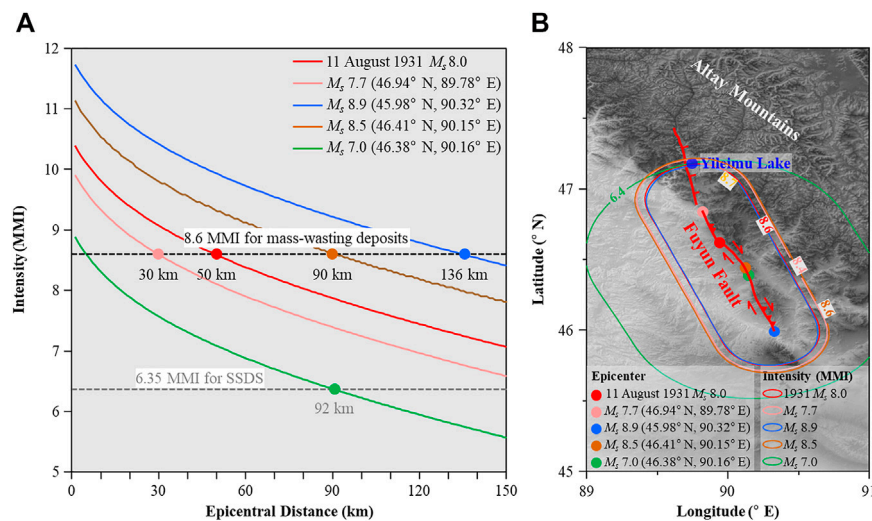 A
12
11
10
9
8
7
6
5
Intensity (MMI)
0
30
60
90
120
150
Epicentral Distance (km)
11 August 1931 Ms 8.0
Ms 7.7 (46.94° N, 89.78° E)
Ms 8.9 (45.98° N, 90.32° E)
Ms 8.5 (46.41° N, 90.15° E)
Ms 7.0 (46.38° N, 90.16° E)
8.6 MMI for mass-wasting deposits
30 km
50 km
90 km
136 km
6.35 MMI for SSDS
92 km
B
48
47
46
45
Latitude (° N)
89
90
91
Longitude (° E)
Altay Mountains
Yileimu Lake
Fuyun Fault
6.4
8.6
8.6
Epicenter
11 August 1931 Ms 8.0
Ms 7.7 (46.94° N, 89.78° E)
Ms 8.9 (45.98° N, 90.32° E)
Ms 8.5 (46.41° N, 90.15° E)
Ms 7.0 (46.38° N, 90.16° E)
Intensity (MMI)
1931 Ms 8.0
Ms 7.7
Ms 8.9
Ms 8.5
Ms 7.0